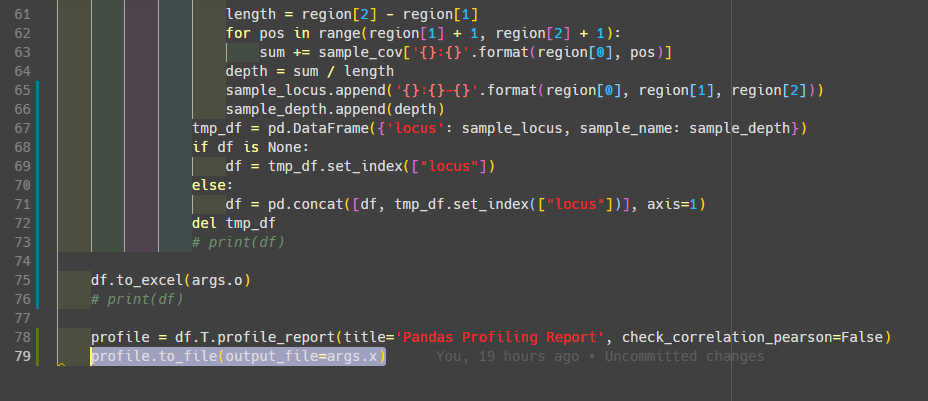 61 length = region[2] - region[1]
62 for pos in range(region[1] + 1, region[2] + 1):
63 sum += sample_cov['{}:{}'.format(region[0], pos)]
64 depth = sum / length
65 sample_locus.append('{}:{}-{}'.format(region[0], region[1], region[2]))
66 sample_depth.append(depth)
67 tmp_df = pd.DataFrame({'locus': sample_locus, sample_name: sample_depth})
68 if df is None:
69 df = tmp_df.set_index(["locus"])
70 else:
71 df = pd.concat([df, tmp_df.set_index(["locus"])], axis=1)
72 del tmp_df
73 # print(df)
74
75 df.to_excel(args.o)
76 # print(df)
77
78 profile = df.T.profile_report(title='Pandas Profiling Report', check_correlation_pearson=False)
79 profile.to_file(output_file=args.x) You, 19 hours ago • Uncommitted changes